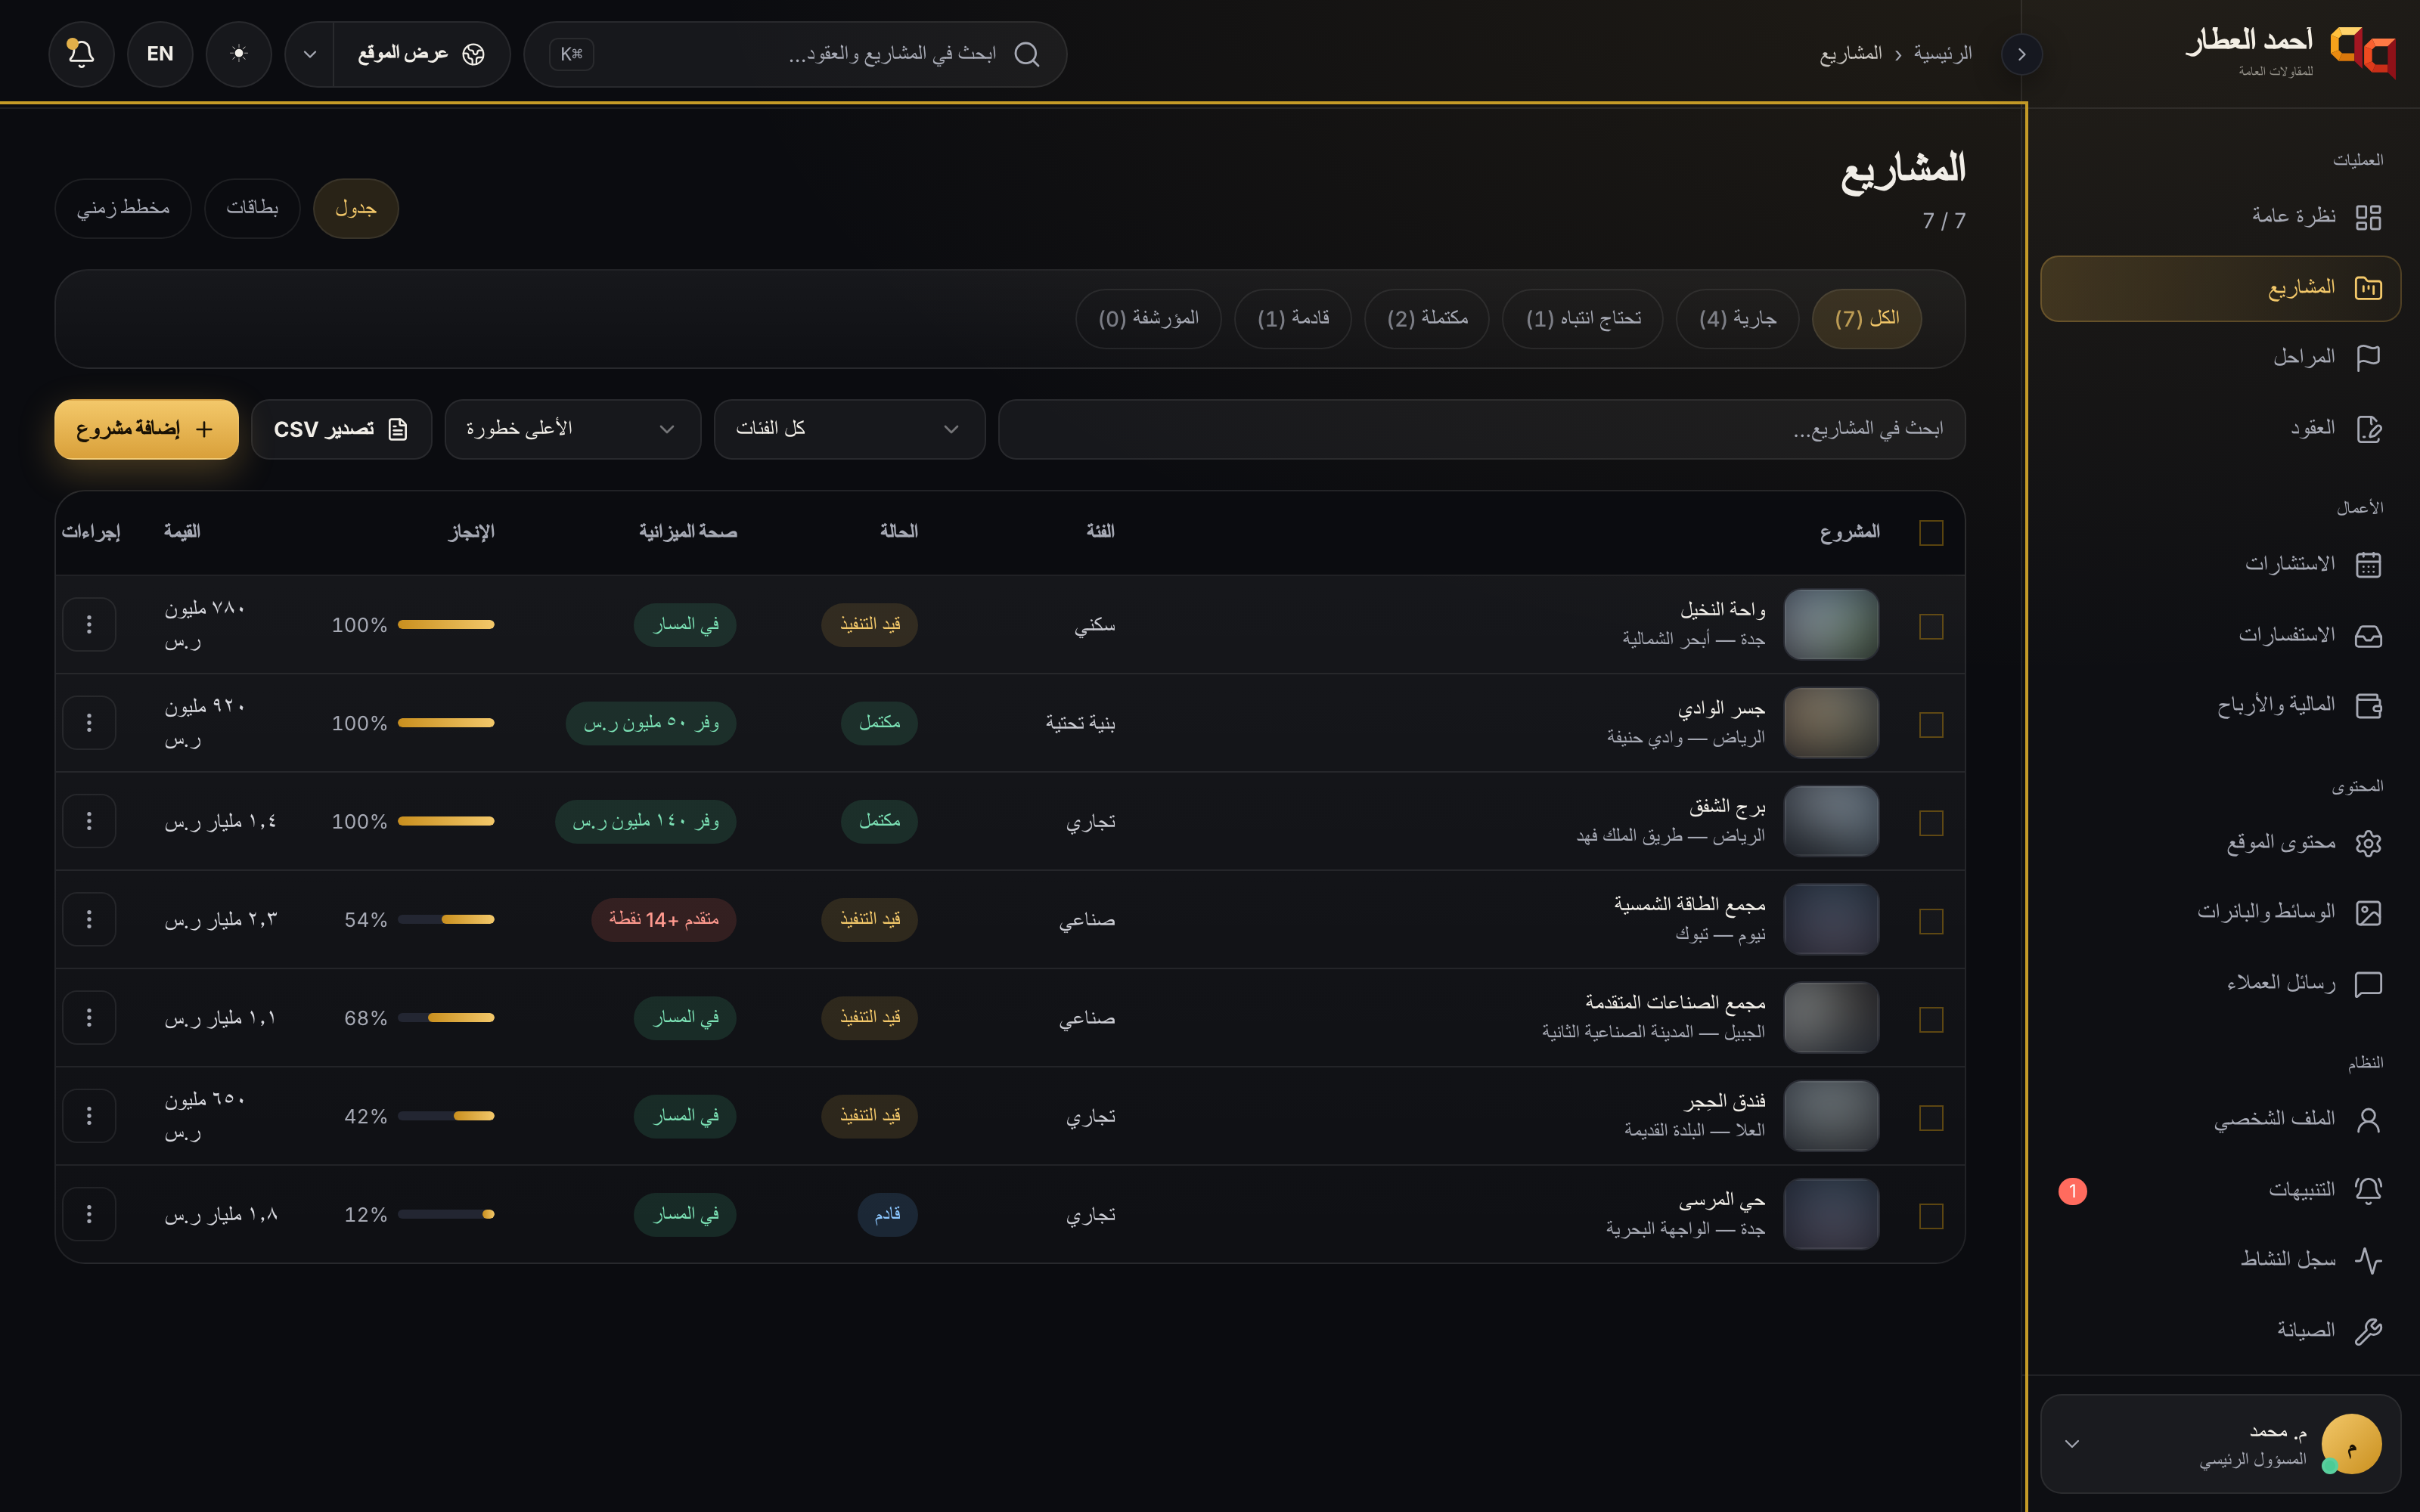 أحمد العطار
للمقاولات العامة
الرئيسية ‹ المشاريع
ابحث في المشاريع والعقود...
⌘K
عرض الموقع
EN
العمليات
نظرة عامة
المشاريع
المراحل
العقود
الأعمال
الاستشارات
الاستفسارات
المالية والأرباح
المحتوى
محتوى الموقع
الوسائط والبانرات
رسائل العملاء
النظام
الملف الشخصي
التنبيهات
1
سجل النشاط
الصيانة
م
م. محمد
المسؤول الرئيسي
المشاريع
7 / 7
جدول
بطاقات
مخطط زمني
الكل (7)
جارية (4)
تحتاج انتباه (1)
مكتملة (2)
قادمة (1)
المؤرشفة (0)
ابحث في المشاريع...
كل الفئات
الأعلى خطورة
تصدير CSV
إضافة مشروع
المشروع الفئة الحالة صحة الميزانية الإنجاز القيمة إجراءات
واحة النخيل
جدة — أبحر الشمالية
سكني
قيد التنفيذ
في المسار
100%
٧٨٠ مليون
ر.س
جسر الوادي
الرياض — وادي حنيفة
بنية تحتية
مكتمل
وفر ٥٠ مليون ر.س
100%
٩٢٠ مليون
ر.س
برج الشفق
الرياض — طريق الملك فهد
تجاري
مكتمل
وفر ١٤٠ مليون ر.س
100%
١٫٤ مليار ر.س
مجمع الطاقة الشمسية
نيوم — تبوك
صناعي
قيد التنفيذ
متقدم +14 نقطة
54%
٢٫٣ مليار ر.س
مجمع الصناعات المتقدمة
الجبيل — المدينة الصناعية الثانية
صناعي
قيد التنفيذ
في المسار
68%
١٫١ مليار ر.س
فندق الحِجر
العلا — البلدة القديمة
تجاري
قيد التنفيذ
في المسار
42%
٦٥٠ مليون
ر.س
حي المرسى
جدة — الواجهة البحرية
تجاري
قادم
في المسار
12%
١٫٨ مليار ر.س